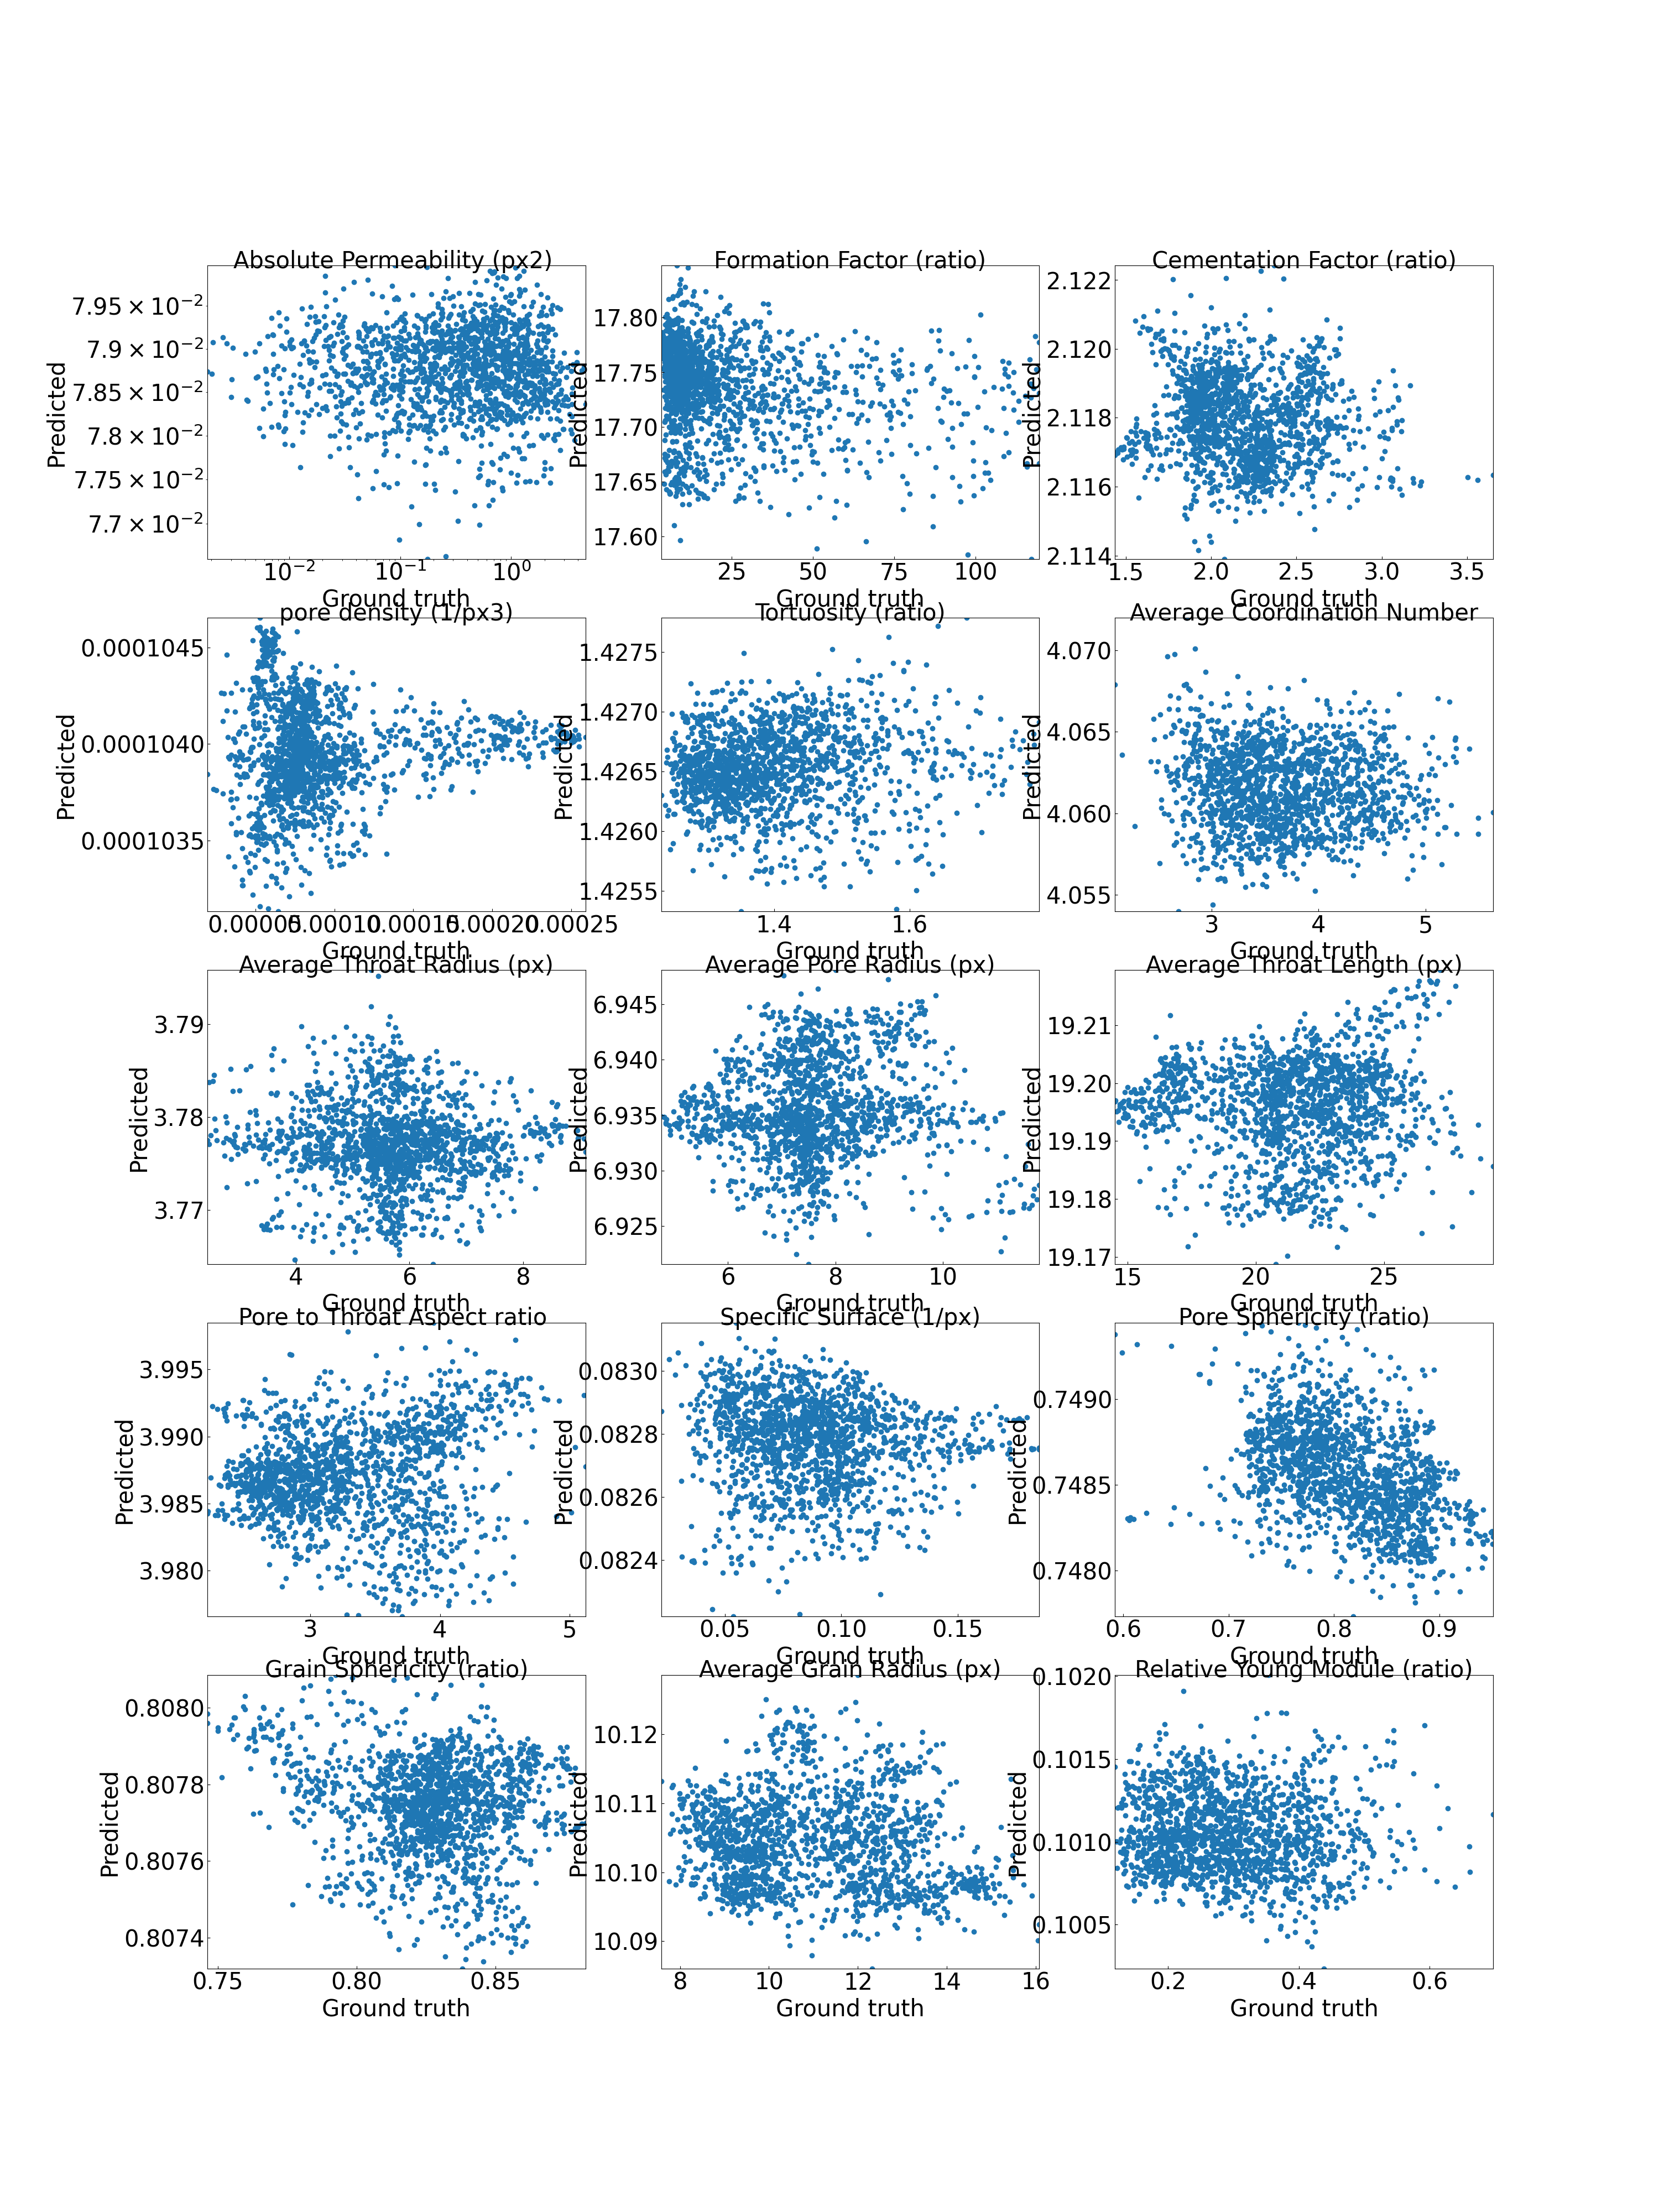 Absolute Permeability (px2)
Formation Factor (ratio)
Cementation Factor (ratio)
Predicted
7.95 × 10⁻²
7.9 × 10⁻²
7.85 × 10⁻²
7.8 × 10⁻²
7.75 × 10⁻²
7.7 × 10⁻²
10⁻² 10⁻¹ 10⁰
Ground truth
Predicted
17.80
17.75
17.70
17.65
17.60
25 50 75 100
Ground truth
Predicted
2.122
2.120
2.118
2.116
2.114
1.5 2.0 2.5 3.0 3.5
Ground truth
pore density (1/px3)
Tortuosity (ratio)
Average Coordination Number
Predicted
0.0001045
0.0001040
0.0001035
0.00005 0.00010 0.00015 0.00020 0.00025
Ground truth
Predicted
1.4275
1.4270
1.4265
1.4260
1.4255
1.4 1.6
Ground truth
Predicted
4.070
4.065
4.060
4.055
3 4 5
Ground truth
Average Throat Radius (px)
Average Pore Radius (px)
Average Throat Length (px)
Predicted
3.79
3.78
3.77
4 6 8
Ground truth
Predicted
6.945
6.940
6.935
6.930
6.925
6 8 10
Ground truth
Predicted
19.21
19.20
19.19
19.18
19.17
15 20 25
Ground truth
Pore to Throat Aspect ratio
Specific Surface (1/px)
Pore Sphericity (ratio)
Predicted
3.995
3.990
3.985
3.980
3 4 5
Ground truth
Predicted
0.0830
0.0828
0.0826
0.0824
0.05 0.10 0.15
Ground truth
Predicted
0.7490
0.7485
0.7480
0.6 0.7 0.8 0.9
Ground truth
Grain Sphericity (ratio)
Average Grain Radius (px)
Relative Young Module (ratio)
Predicted
0.8080
0.8078
0.8076
0.8074
0.75 0.80 0.85
Ground truth
Predicted
10.12
10.11
10.10
10.09
8 10 12 14 16
Ground truth
Predicted
0.1020
0.1015
0.1010
0.1005
0.2 0.4 0.6
Ground truth